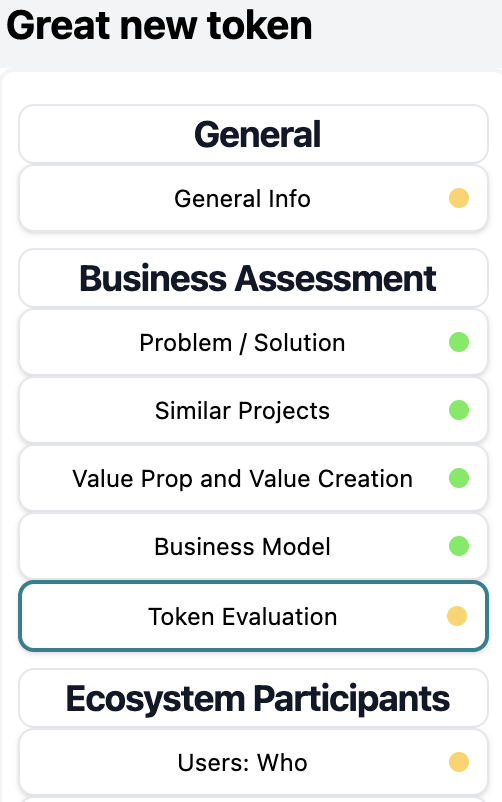 Great new token
General
General Info
Business Assessment
Problem / Solution
Similar Projects
Value Prop and Value Creation
Business Model
Token Evaluation
Ecosystem Participants
Users: Who